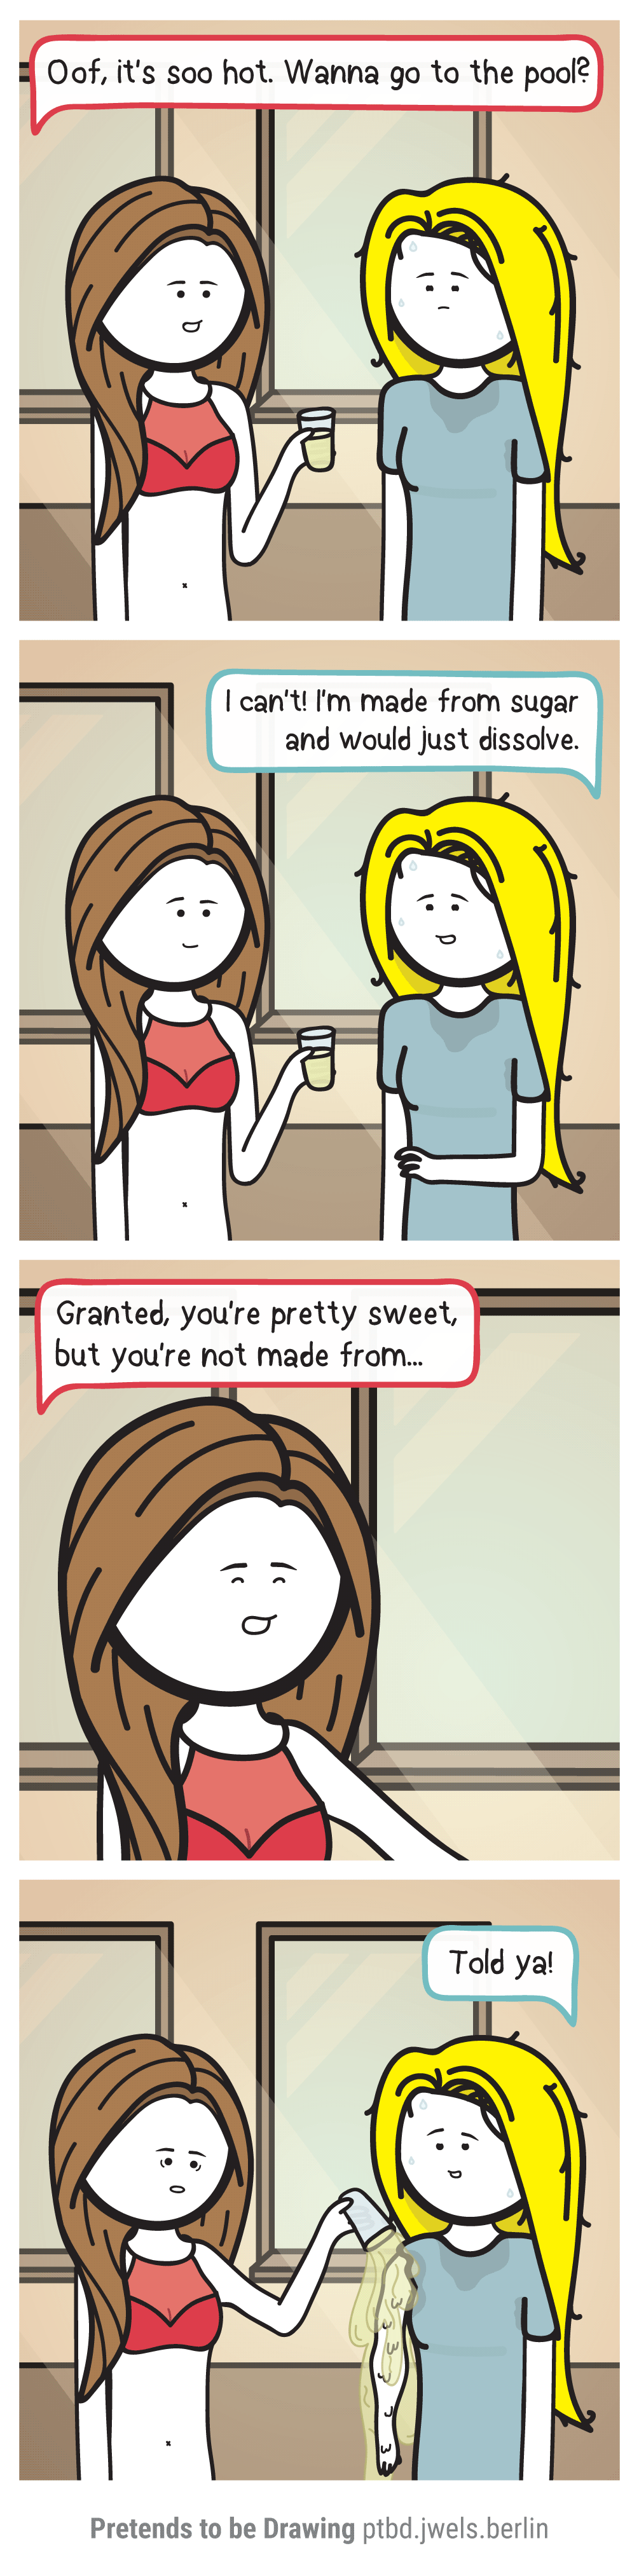 Oof, it's soo hot. Wanna go to the pool?
I can't! I'm made from sugar
and would just dissolve.
Granted, you're pretty sweet,
but you're not made from...
Told ya!
Pretends to be Drawing ptbd.jwels.berlin